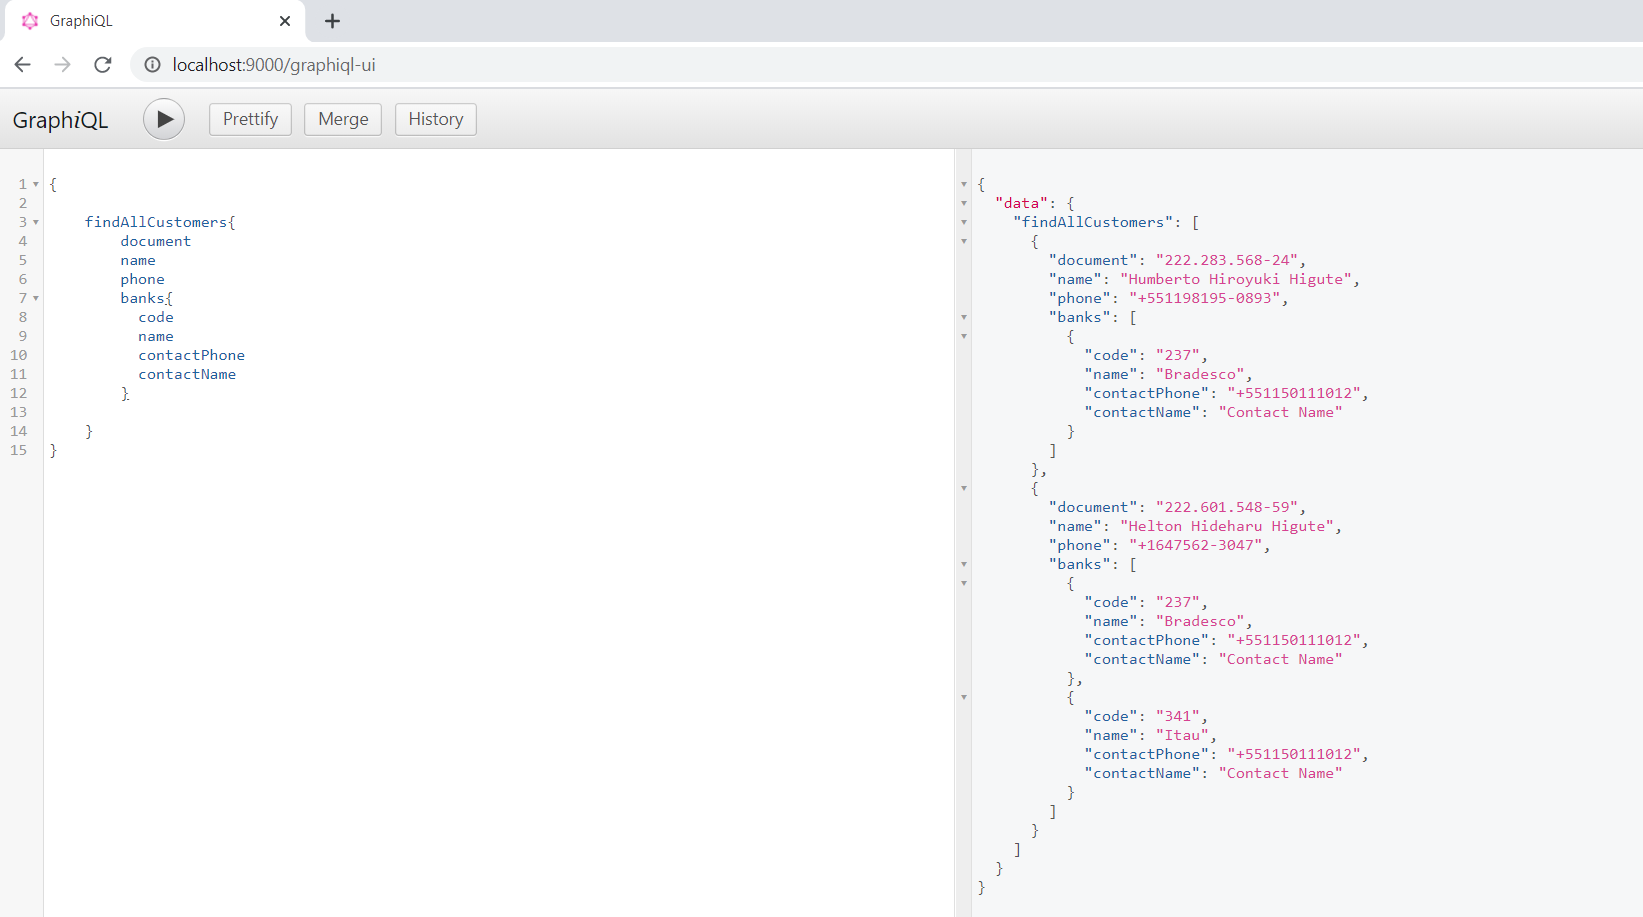 GraphiQL
localhost:9000/graphiql-ui
GraphiQL
Prettify
Merge
History
1 {
2
3 findAllCustomers{
4 document
5 name
6 phone
7 banks{
8 code
9 name
10 contactPhone
11 contactName
12 }
13
14 }
15 }
{
"data": {
"findAllCustomers": [
{
"document": "222.283.568-24",
"name": "Humberto Hiroyuki Higute",
"phone": "+551198195-0893",
"banks": [
{
"code": "237",
"name": "Bradesco",
"contactPhone": "+551150111012",
"contactName": "Contact Name"
}
]
},
{
"document": "222.601.548-59",
"name": "Helton Hideharu Higute",
"phone": "+1647562-3047",
"banks": [
{
"code": "237",
"name": "Bradesco",
"contactPhone": "+551150111012",
"contactName": "Contact Name"
},
{
"code": "341",
"name": "Itau",
"contactPhone": "+551150111012",
"contactName": "Contact Name"
}
]
}
]
}
}